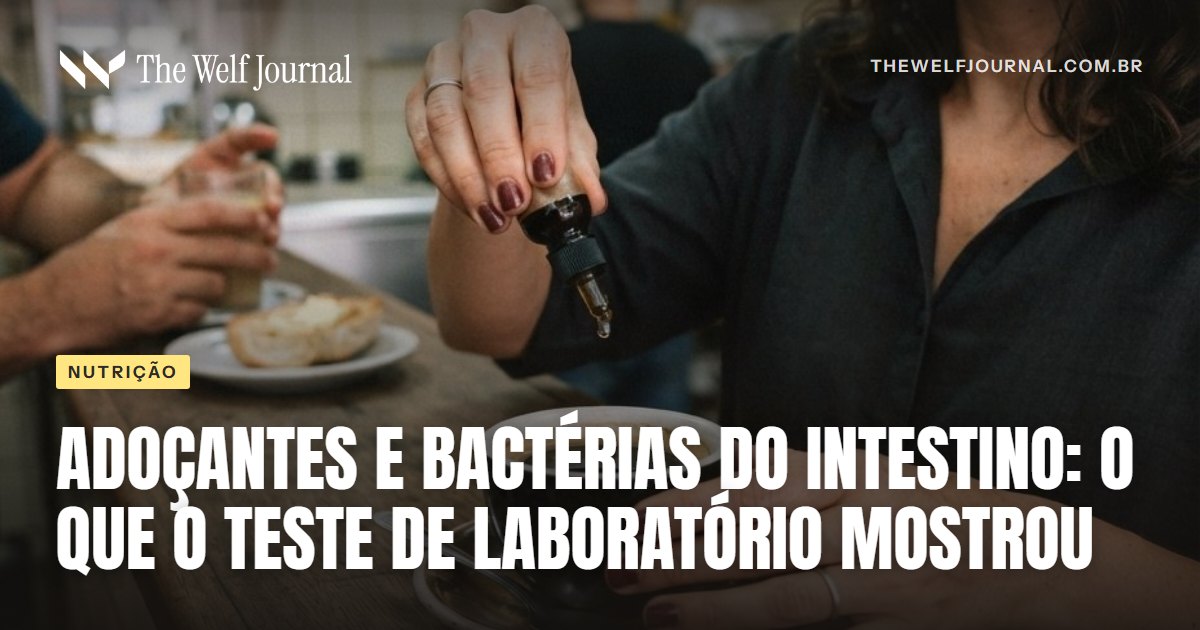 The Welf Journal
THEWELFJOURNAL.COM.BR
NUTRIÇÃO
ADOÇANTES E BACTÉRIAS DO INTESTINO: O
QUE O TESTE DE LABORATÓRIO MOSTROU